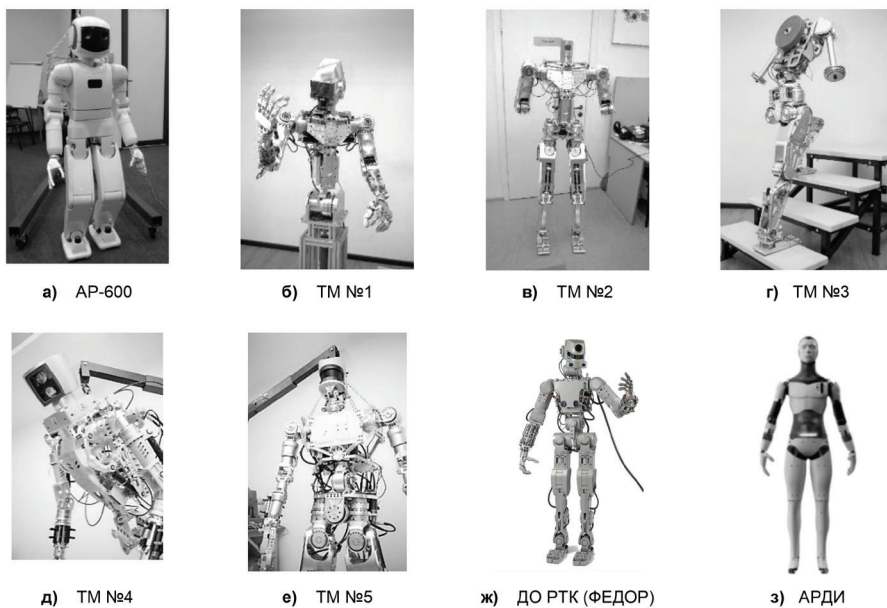 а) АР-600
б) ТМ №1
в) ТМ №2
г) ТМ №3
д) ТМ №4
е) ТМ №5
ж) ДО РТК (ФЕДОР)
з) АРДИ